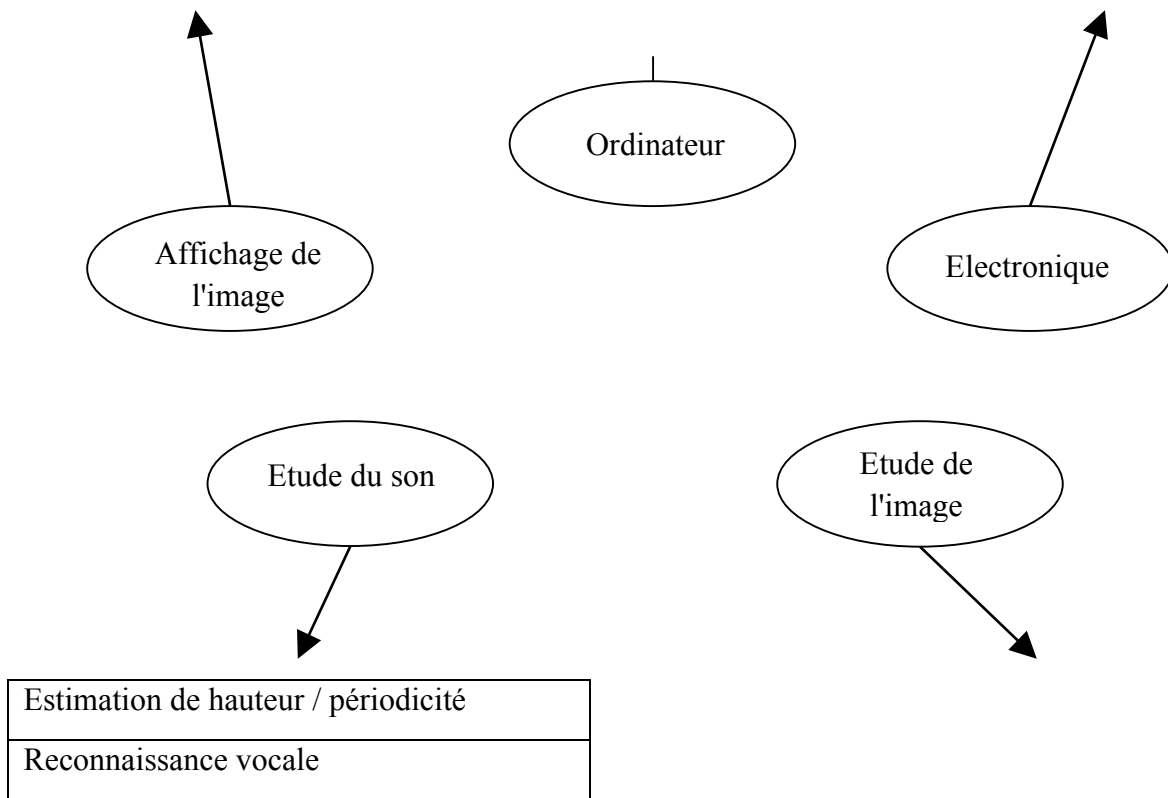 Ordinateur
Affichage de
l'image
Electronique
Etude du son
Etude de
l'image
Estimation de hauteur / périodicité
Reconnaissance vocale